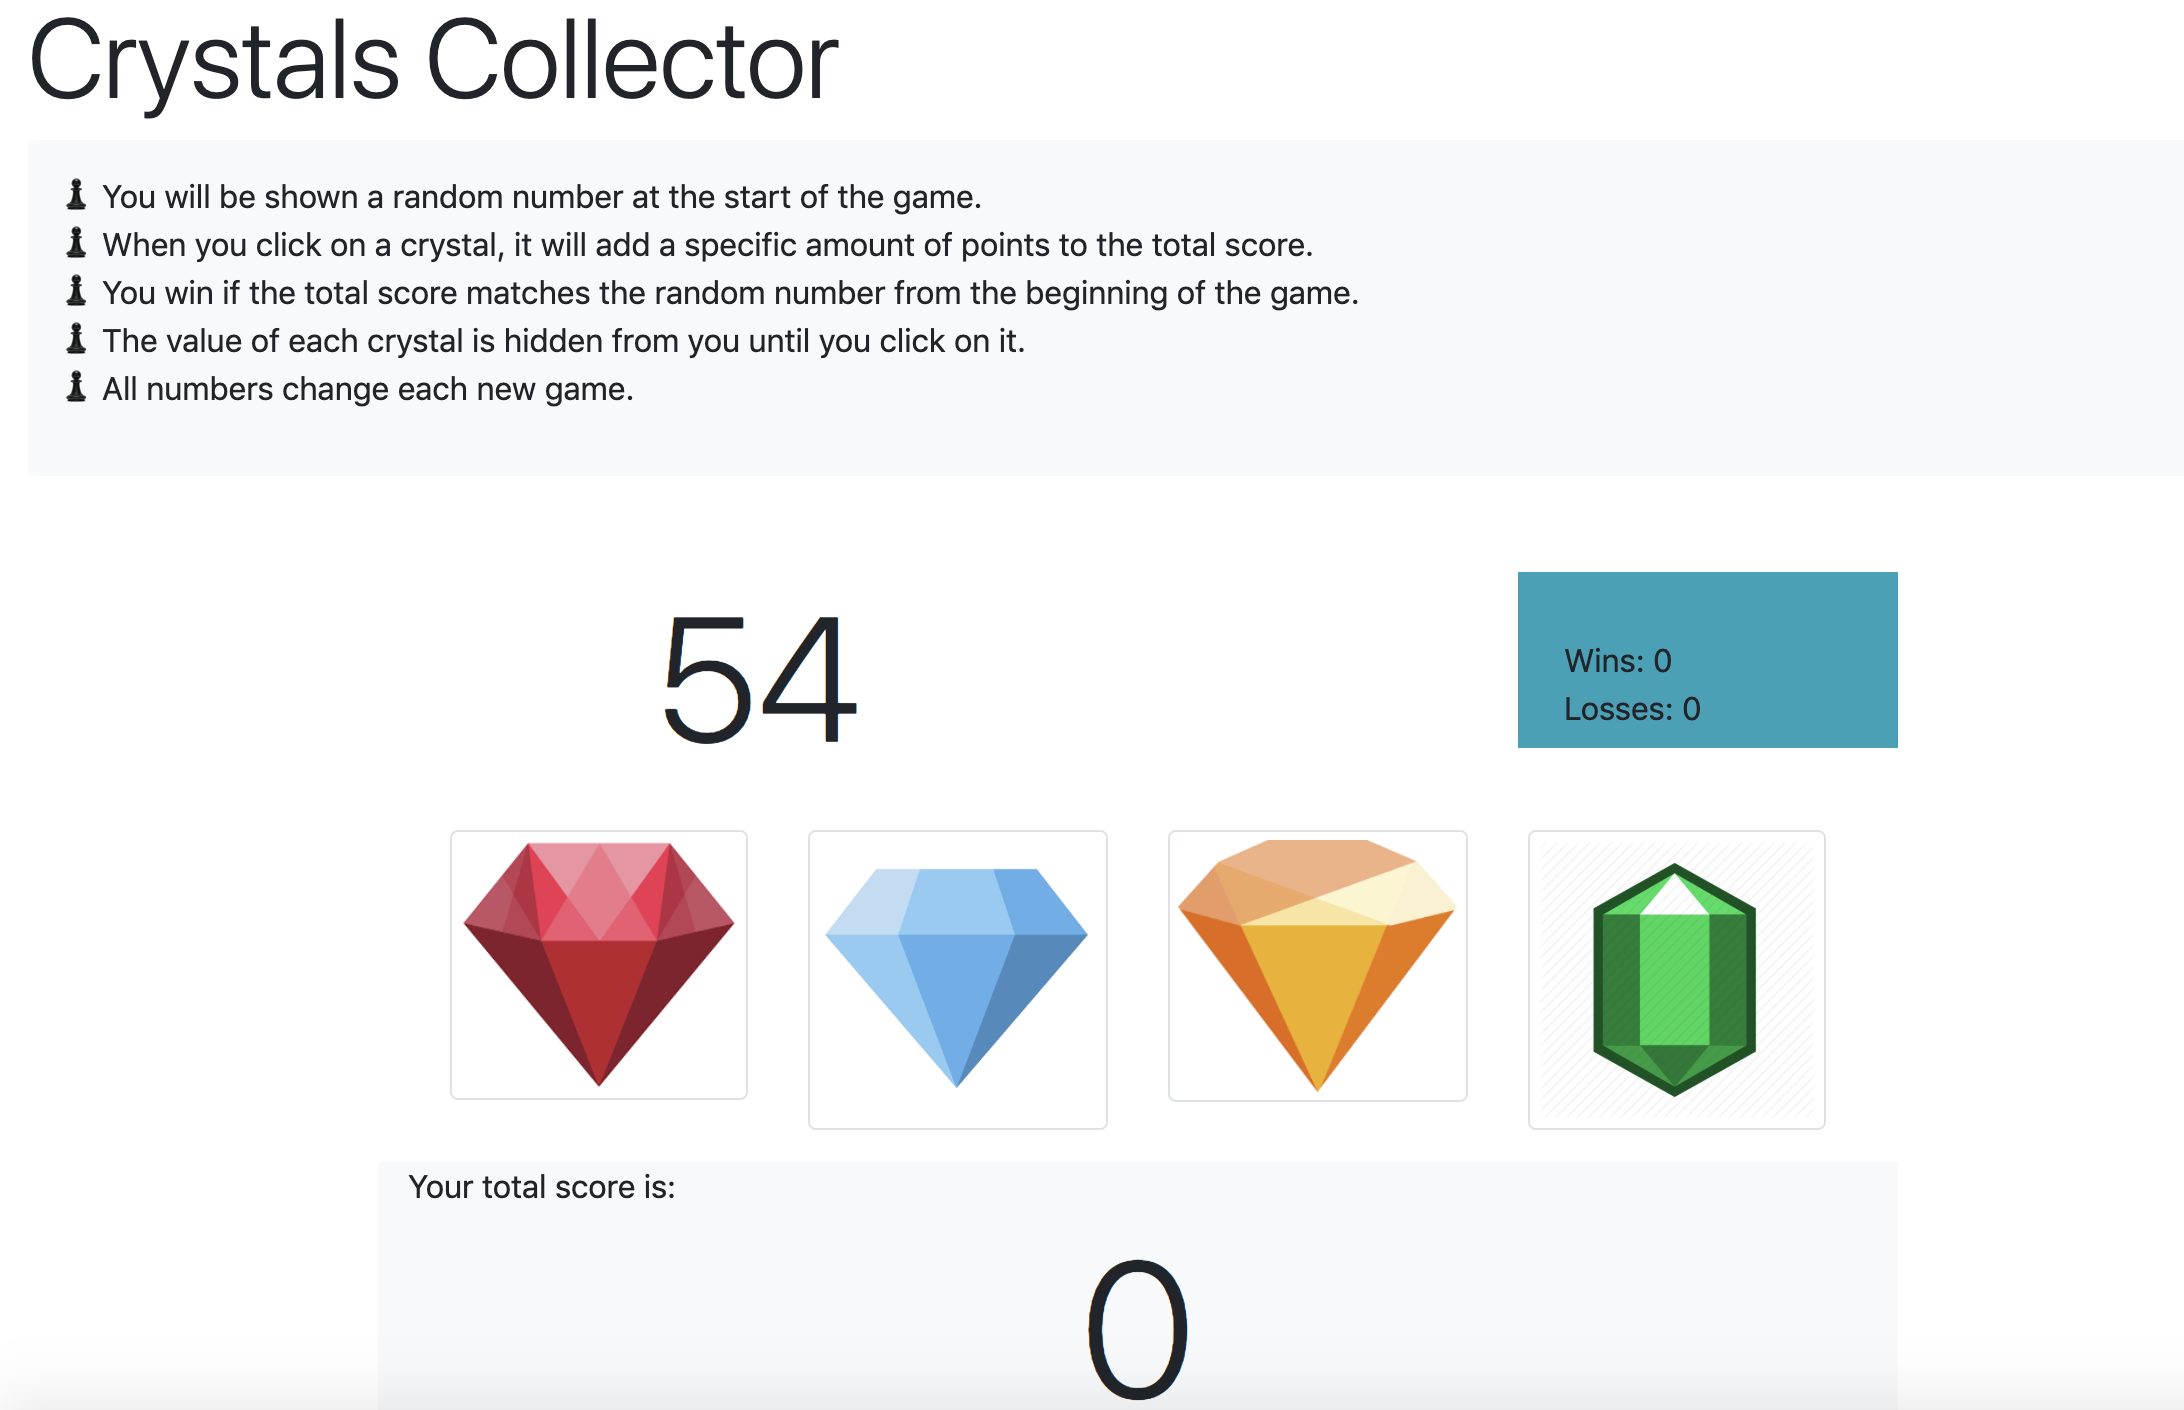 Crystals Collector
♟ You will be shown a random number at the start of the game.
♟ When you click on a crystal, it will add a specific amount of points to the total score.
♟ You win if the total score matches the random number from the beginning of the game.
♟ The value of each crystal is hidden from you until you click on it.
♟ All numbers change each new game.
54
Wins: 0
Losses: 0
Your total score is:
0